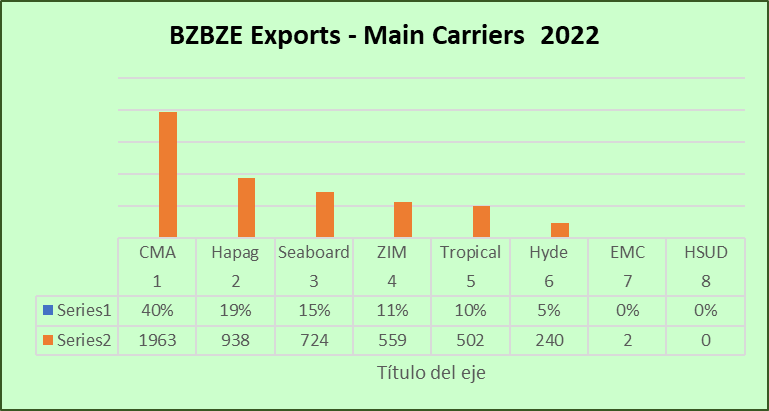 BZBZE Exports - Main Carriers 2022
CMA Hapag Seaboard ZIM Tropical Hyde EMC HSUD
1 2 3 4 5 6 7 8
Series1 40% 19% 15% 11% 10% 5% 0% 0%
Series2 1963 938 724 559 502 240 2 0
Título del eje